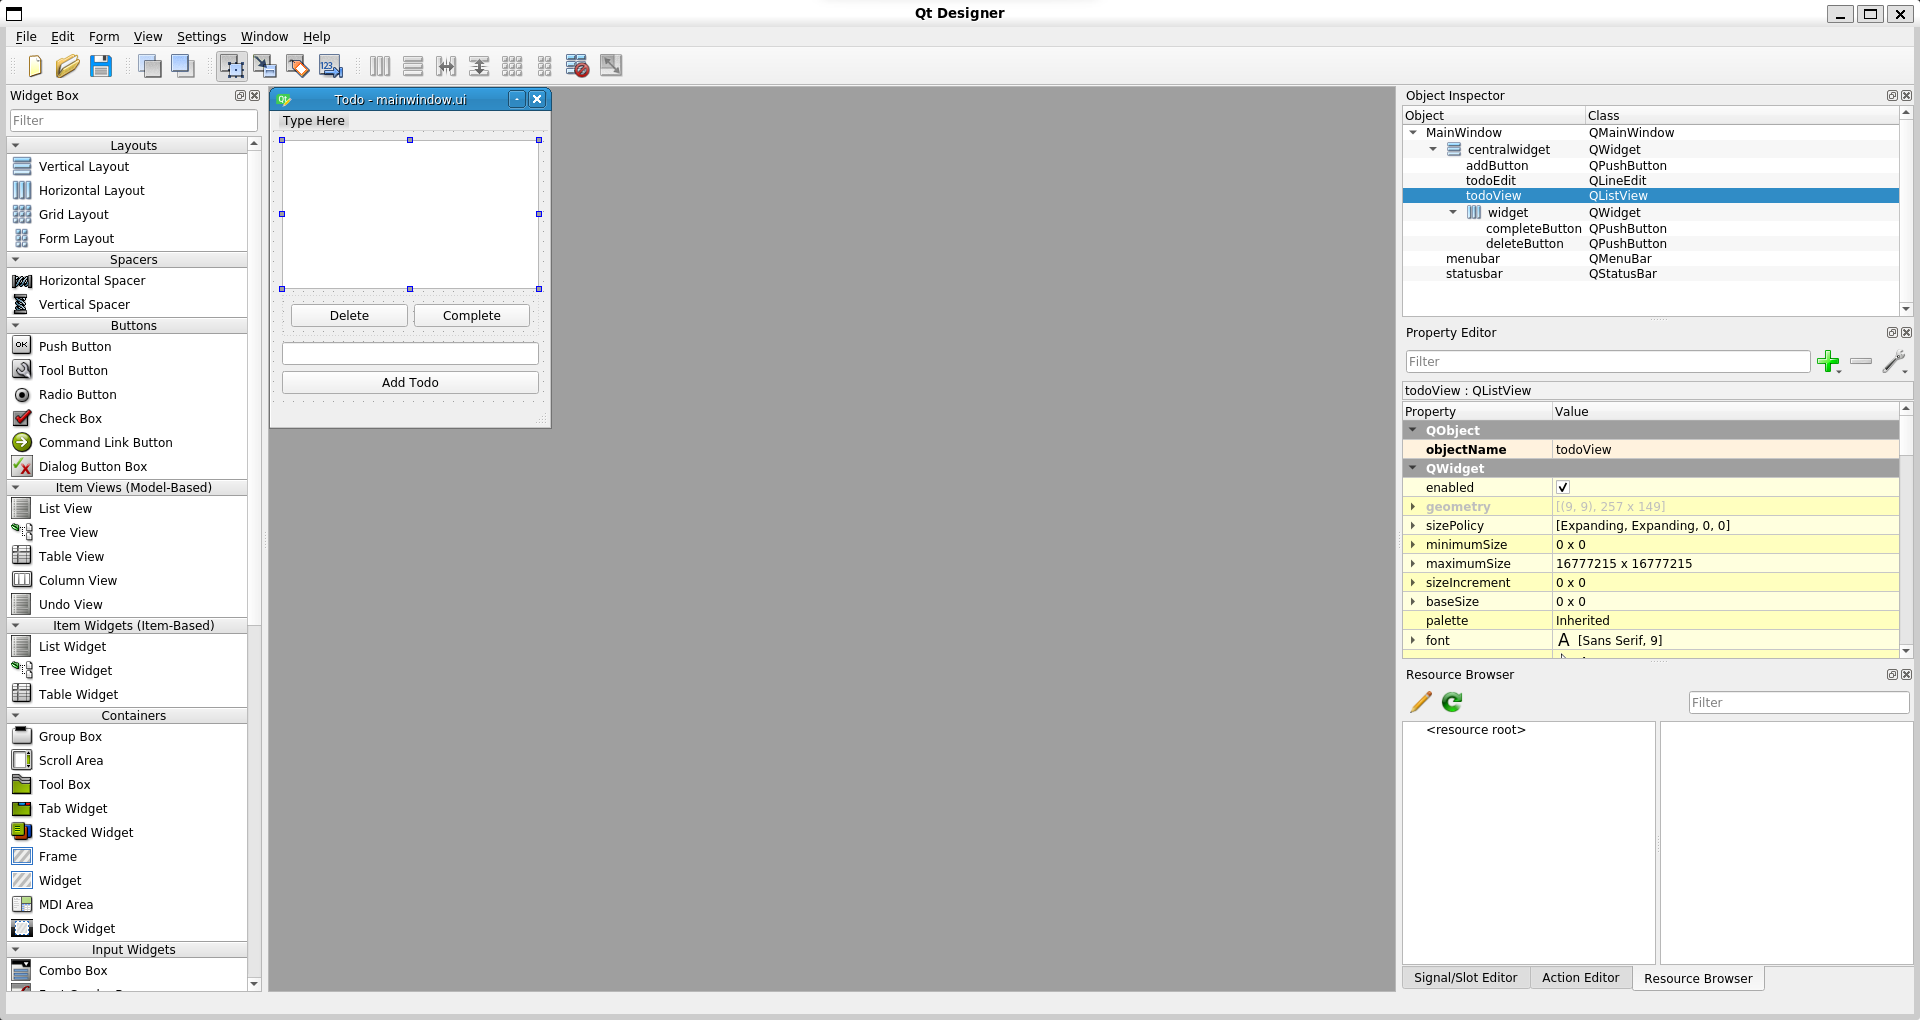 Qt Designer
File Edit Form View Settings Window Help
Widget Box
Filter
Layouts
Vertical Layout
Horizontal Layout
Grid Layout
Form Layout
Spacers
Horizontal Spacer
Vertical Spacer
Buttons
Push Button
Tool Button
Radio Button
Check Box
Command Link Button
Dialog Button Box
Item Views (Model-Based)
List View
Tree View
Table View
Column View
Undo View
Item Widgets (Item-Based)
List Widget
Tree Widget
Table Widget
Containers
Group Box
Scroll Area
Tool Box
Tab Widget
Stacked Widget
Frame
Widget
MDI Area
Dock Widget
Input Widgets
Combo Box
Todo - mainwindow.ui
Type Here
Delete Complete
Add Todo
Object Inspector
Object Class
MainWindow QMainWindow
centralwidget QWidget
addButton QPushButton
todoEdit QLineEdit
todoView QListView
widget QWidget
completeButton QPushButton
deleteButton QPushButton
menubar QMenuBar
statusbar QStatusBar
Property Editor
Filter
todoView : QListView
Property Value
QObject
objectName todoView
QWidget
enabled
geometry [(9, 9), 257 x 149]
sizePolicy [Expanding, Expanding, 0, 0]
minimumSize 0 x 0
maximumSize 16777215 x 16777215
sizeIncrement 0 x 0
baseSize 0 x 0
palette Inherited
font A [Sans Serif, 9]
Resource Browser
Filter
<resource root>
Signal/Slot Editor Action Editor Resource Browser